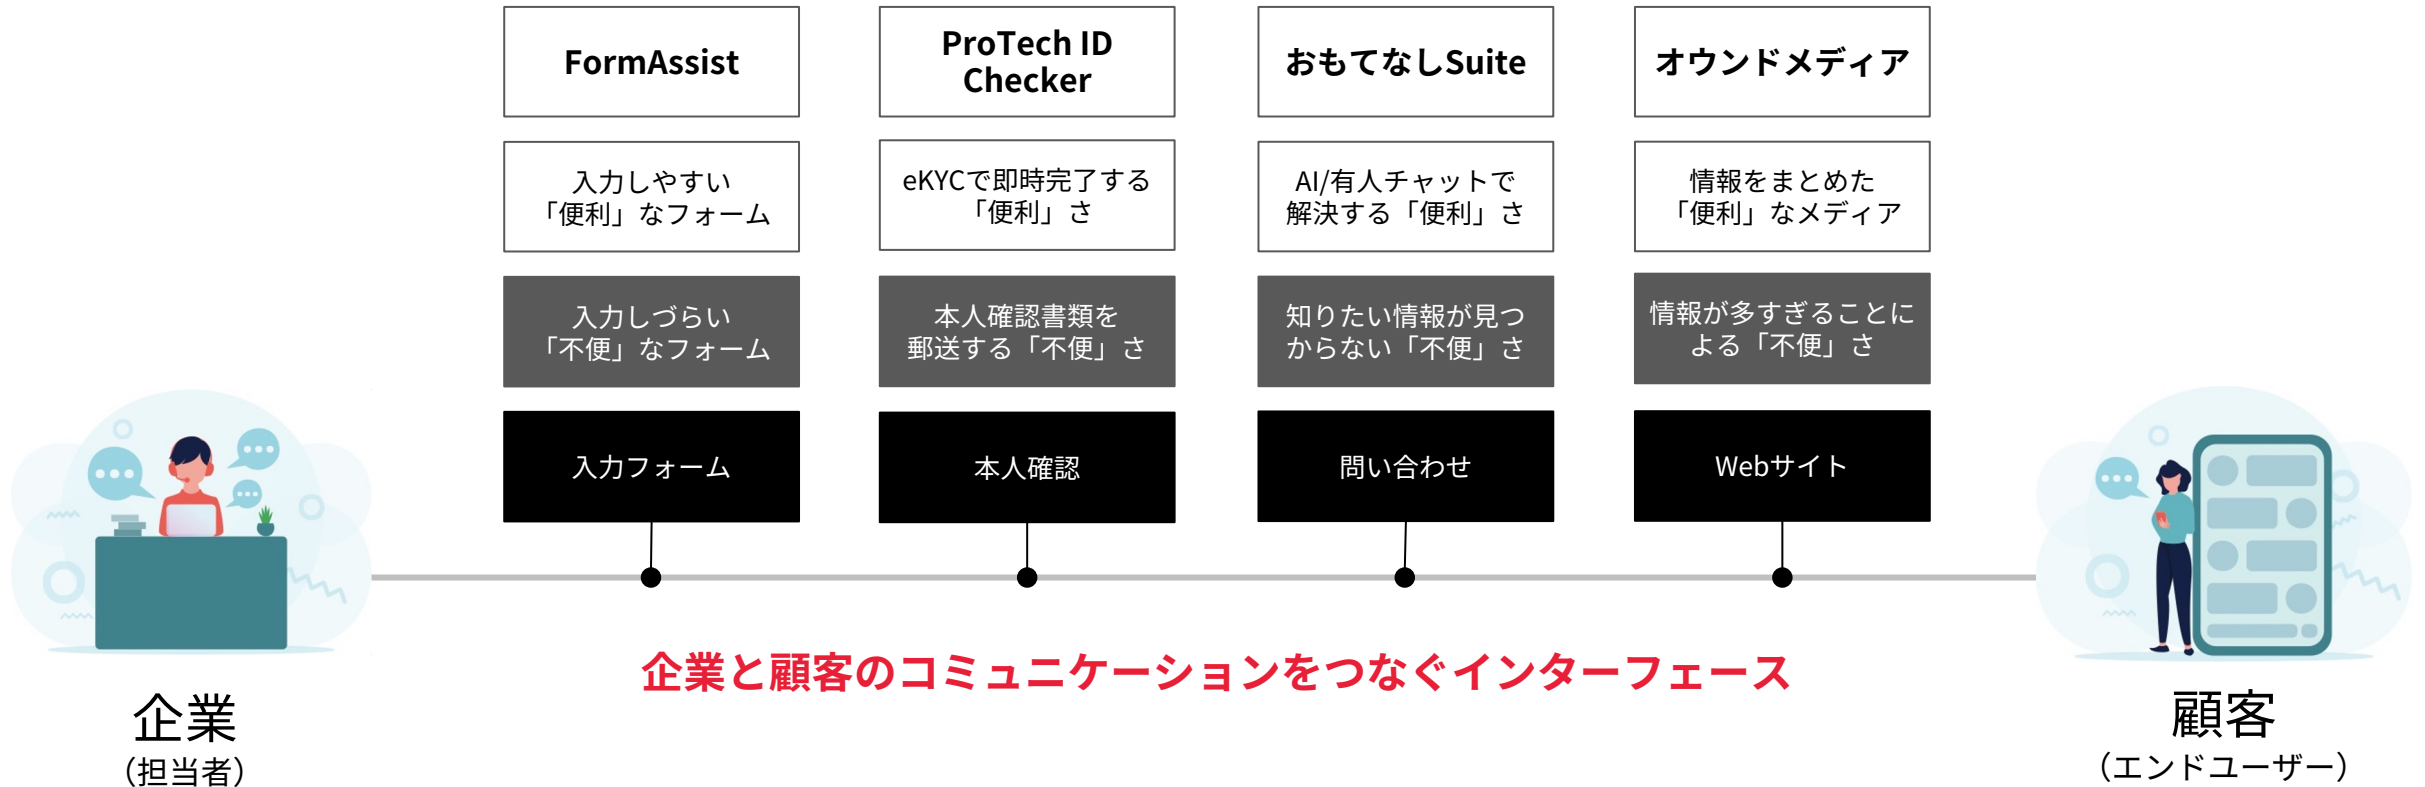 FormAssist
ProTech ID
Checker
おもてなしSuite
オウンドメディア
入力しやすい
「便利」なフォーム
eKYCで即時完了する
「便利」さ
AI/有人チャットで
解決する「便利」さ
情報をまとめた
「便利」なメディア
入力しづらい
「不便」なフォーム
本人確認書類を
郵送する「不便」さ
知りたい情報が見つ
からない「不便」さ
情報が多すぎることに
よる「不便」さ
入力フォーム
本人確認
問い合わせ
Webサイト
企業と顧客のコミュニケーションをつなぐインターフェース
企業
（担当者）
顧客
（エンドユーザー）